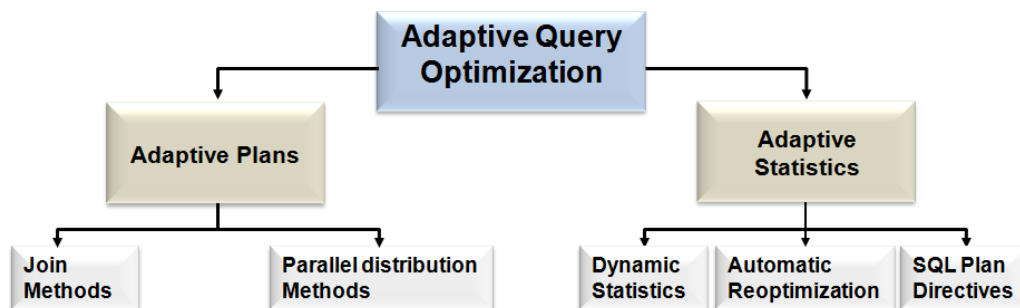 Adaptive Query
Optimization
Adaptive Plans
Adaptive
Statistics
Join
Methods
Parallel distribution
Methods
Dynamic
Statistics
Automatic
Reoptimization
SQL Plan
Directives